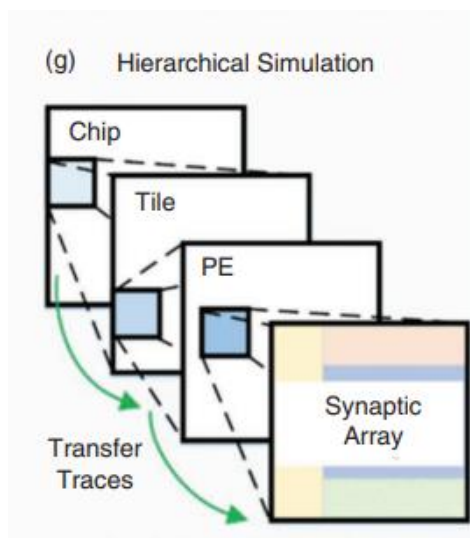 (g) Hierarchical Simulation
Chip
Tile
PE
Synaptic
Array
Transfer
Traces